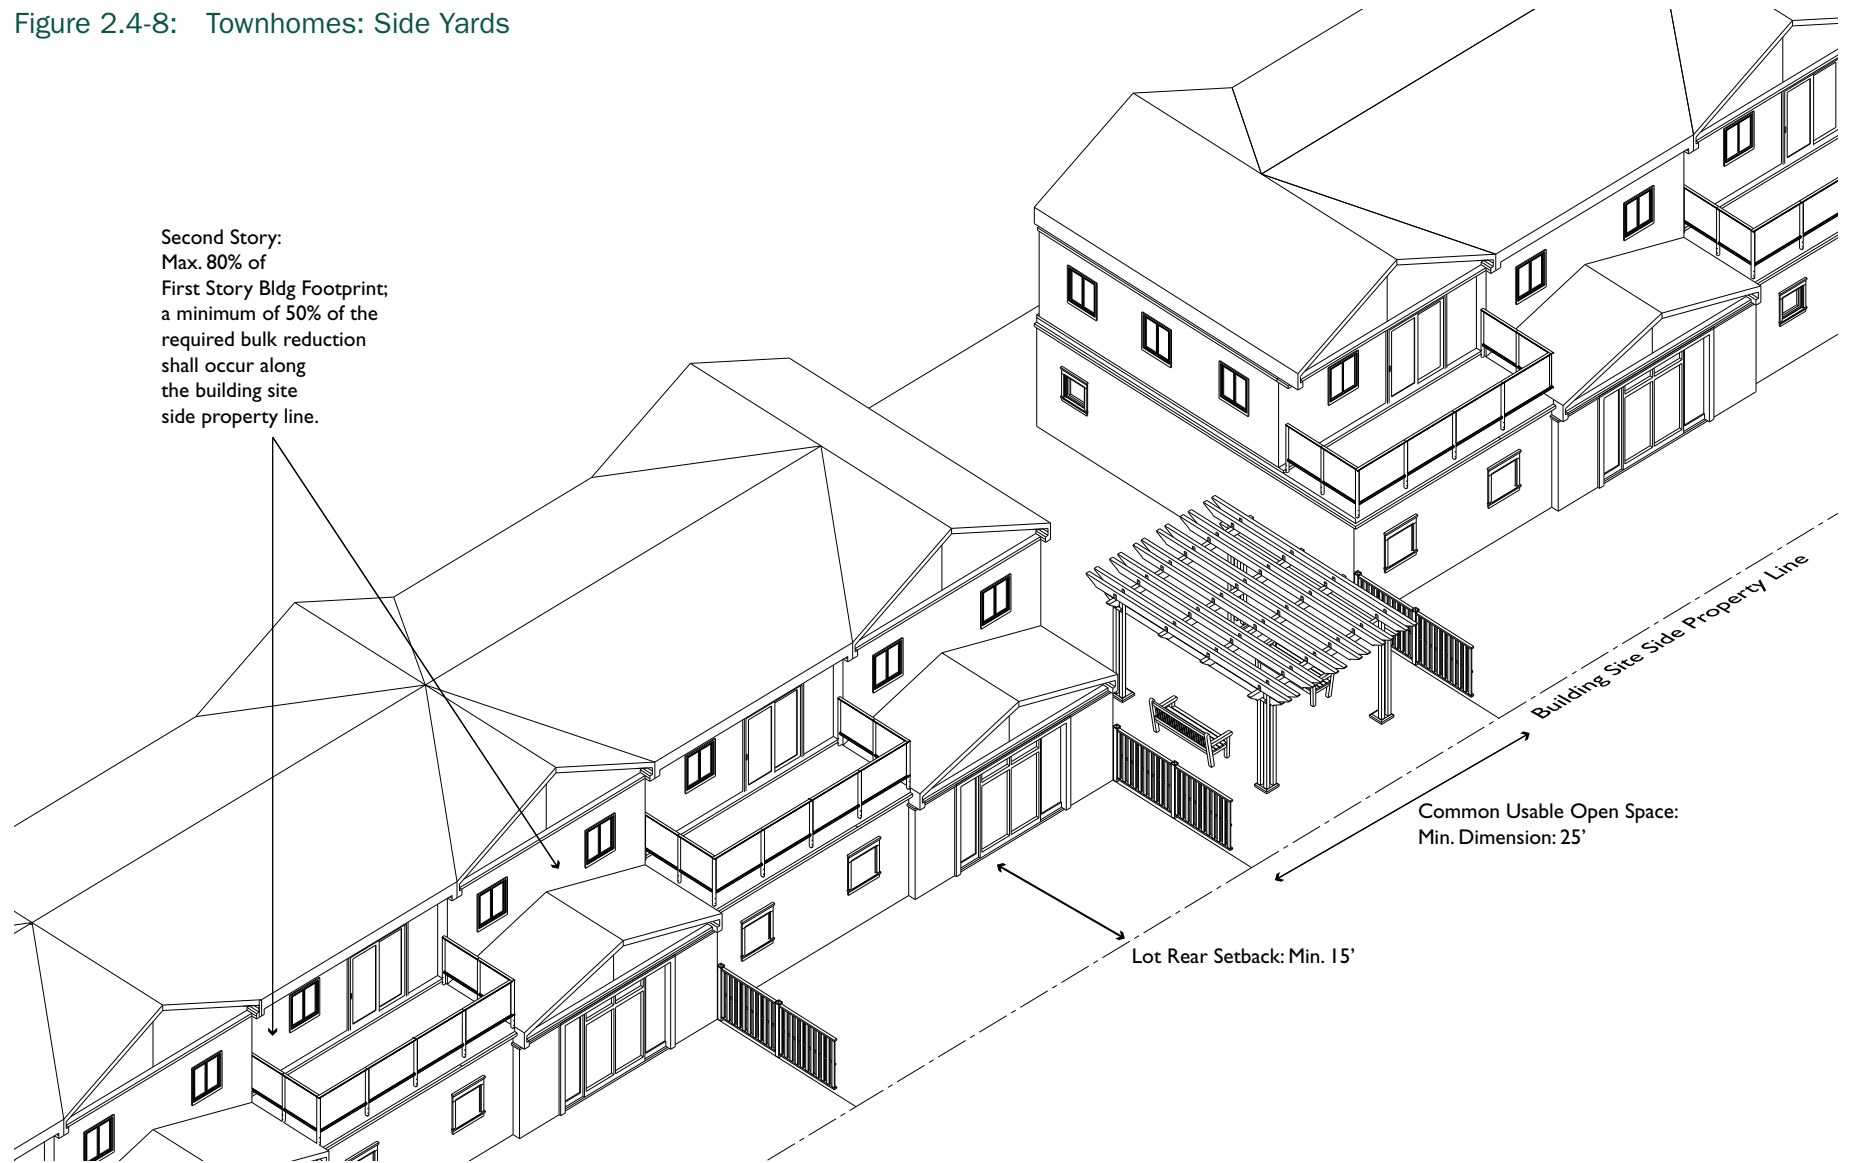 Figure 2.4-8: Townhomes: Side Yards
Second Story:
Max. 80% of
First Story Bldg Footprint;
a minimum of 50% of the
required bulk reduction
shall occur along
the building site
side property line.
Building Site Side Property Line
Common Usable Open Space:
Min. Dimension: 25’
Lot Rear Setback: Min. 15’